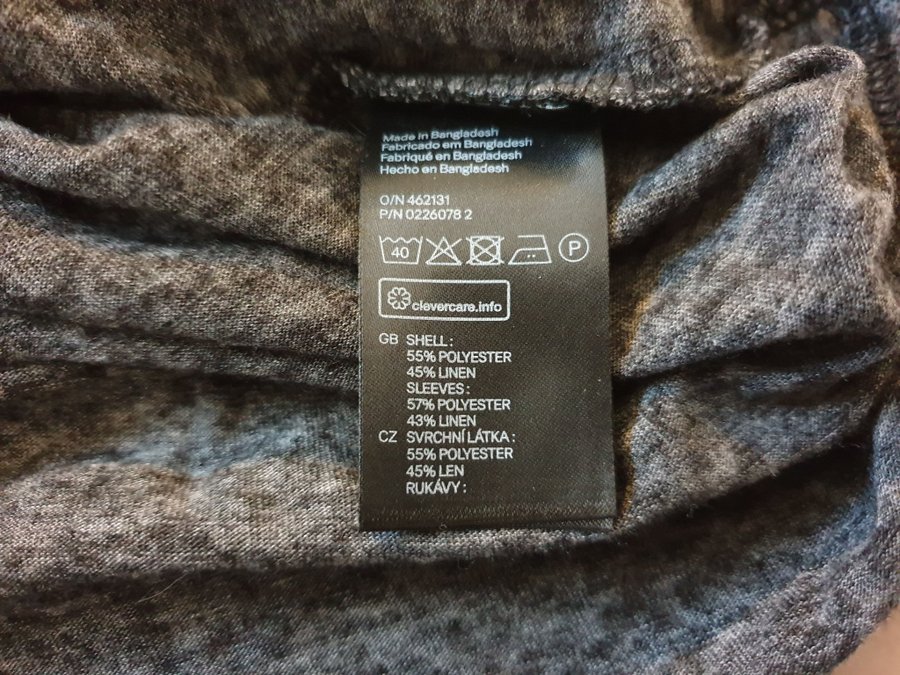 Made in Bangladesh
Fabricado em Bangladesh
Fabriqué en Bangladesh
Hecho en Bangladesh
O/N 462131
P/N 0226078 2
40 P
clevercare.info
GB SHELL:
55% POLYESTER
45% LINEN
SLEEVES:
57% POLYESTER
43% LINEN
CZ SVRCHNÍ LÁTKA:
55% POLYESTER
45% LEN
RUKÁVY: